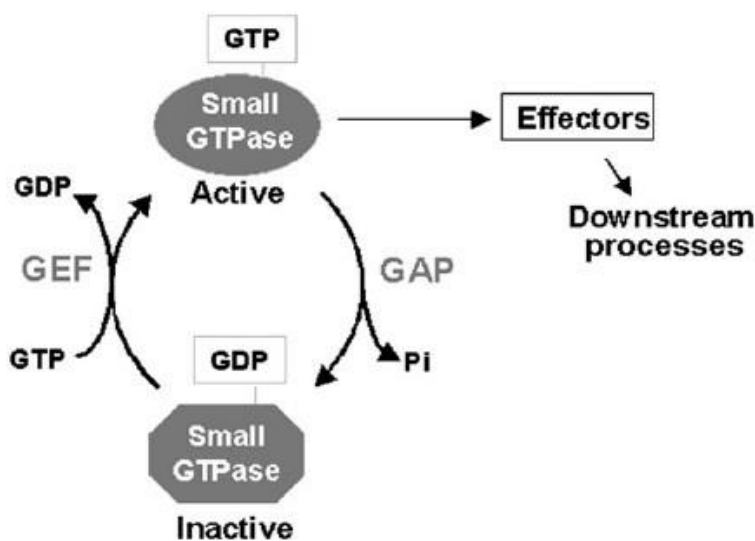 GTP
Small
GTPase
Active
Effectors
Downstream
processes
GDP
GEF
GAP
GTP
GDP
Pi
Small
GTPase
Inactive